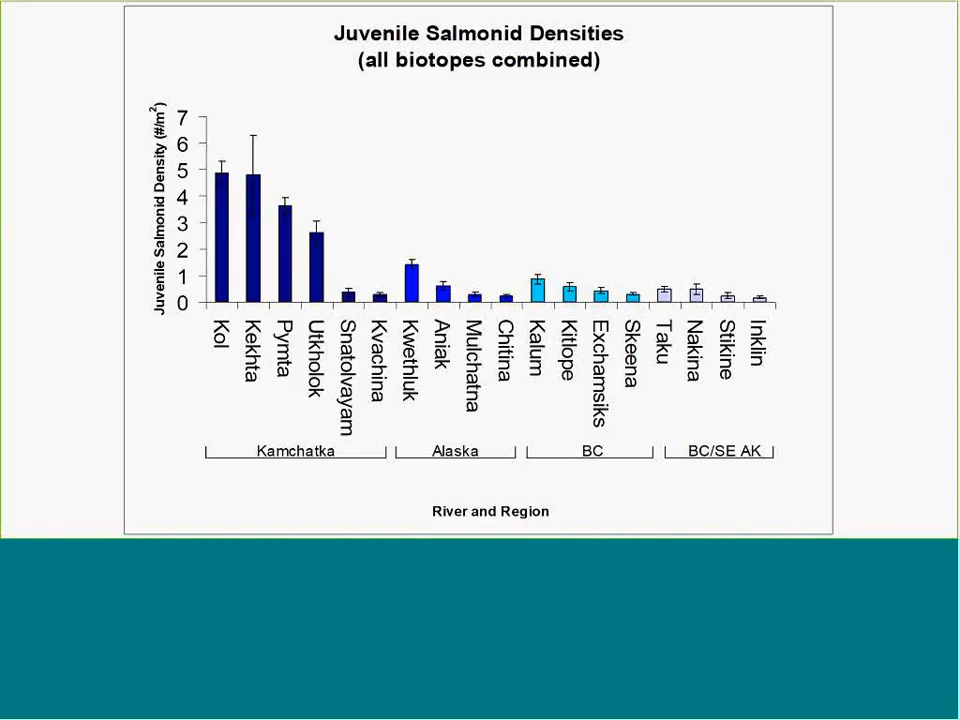 Juvenile Salmonid Densities
(all biotopes combined)
Juvenile Salmonid Density (#/m²)
7
6
5
4
3
2
1
0
Kol
Kekhta
Pymta
Utkholok
Snatolvayam
Kvachina
Kwethluk
Aniak
Mulchatna
Chitina
Kalum
Kitlope
Exchamsiks
Skeena
Taku
Nakina
Stikine
Inklin
Kamchatka
Alaska
BC
BC/SE AK
River and Region